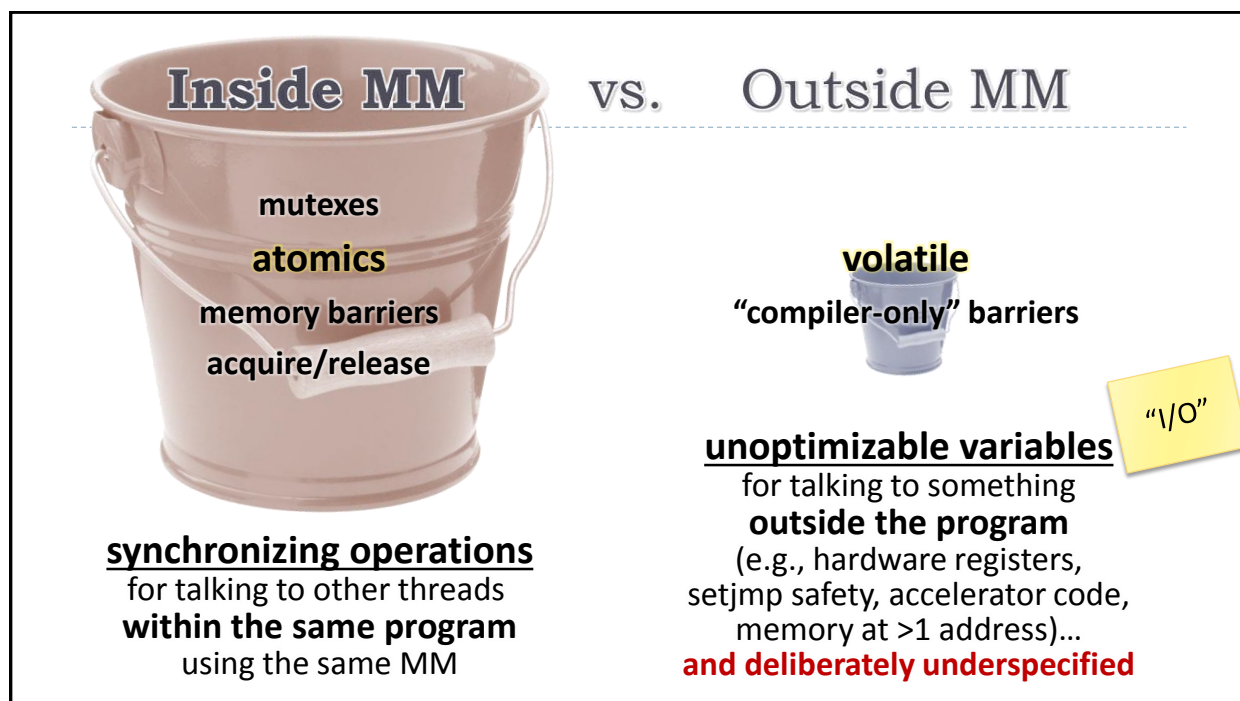 Inside MM vs. Outside MM
mutexes
atomics
memory barriers
acquire/release
synchronizing operations
for talking to other threads
within the same program
using the same MM
volatile
“compiler-only” barriers
“I/O”
unoptimizable variables
for talking to something
outside the program
(e.g., hardware registers,
setjmp safety, accelerator code,
memory at >1 address)…
and deliberately underspecified